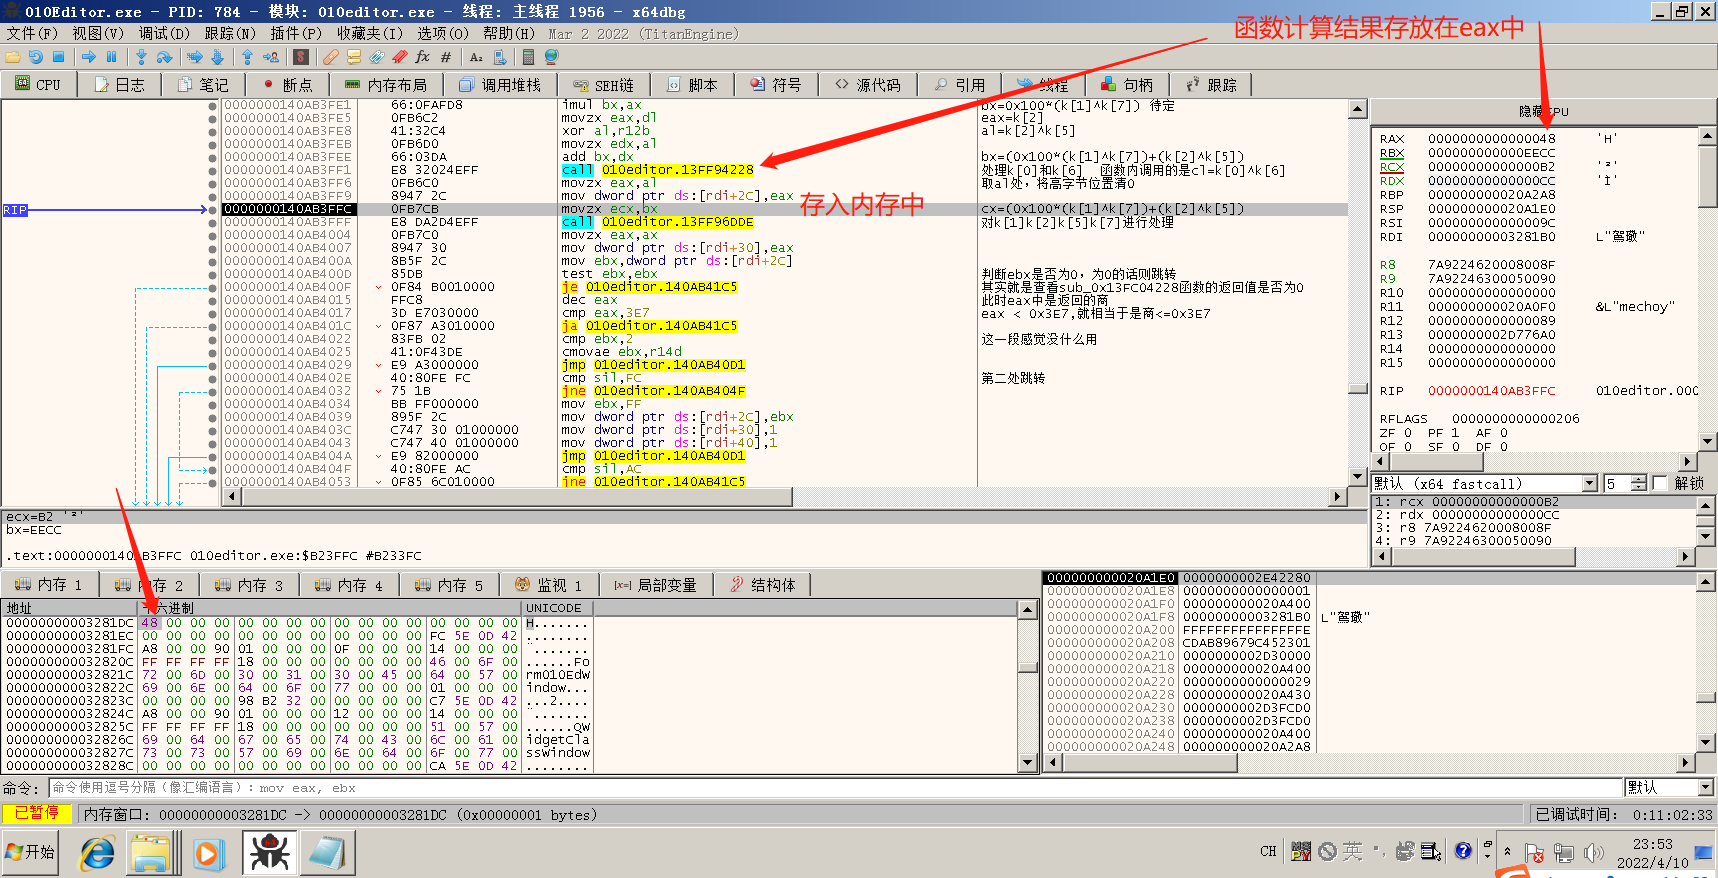 010Editor.exe - PID: 784 - 模块: 010editor.exe - 线程: 主线程 1956 - x64dbg
文件(F) 视图(V) 调试(D) 跟踪(N) 插件(P) 收藏夹(I) 选项(O) 帮助(H) Mar 2 2022 (TitanEngine)
函数计算结果存放在eax中
CPU 日志 笔记 断点 内存布局 调用堆栈 SEH链 脚本 符号 源代码 引用 线程 句柄 跟踪
0000000140AB3FE1 66:0FAFD8 imul bx,ax bx=0x100*(k[1]^k[7]) 待定
0000000140AB3FE5 0FB6C2 movzx eax,dl eax=k[2]
0000000140AB3FE8 41:32C4 xor al,r12b al=k[2]^k[5]
0000000140AB3FEB 0FB6D0 movzx edx,al
0000000140AB3FEE 66:03DA add bx,dx bx=(0x100*(k[1]^k[7])+(k[2]^k[5])
0000000140AB3FF1 E8 32024EFF call 010editor.13FF94228 处理k[0]和k[6] 函数内调用的是cl=k[0]^k[6]
0000000140AB3FF6 0FB6C0 movzx eax,al 取al处，将高字节位置清0
0000000140AB3FF9 8947 2C mov dword ptr ds:[rdi+2C],eax
存入内存中
RIP 0000000140AB3FFC 0FB7CB movzx ecx,bx cx=(0x100*(k[1]^k[7])+(k[2]^k[5])
0000000140AB3FFF E8 DA2D4EFF call 010editor.13FF96DDE 对k[1]k[2]k[5]k[7]进行处理
0000000140AB4004 0FB7C0 movzx eax,ax
0000000140AB4007 8947 30 mov dword ptr ds:[rdi+30],eax
0000000140AB400A 8B5F 2C mov ebx,dword ptr ds:[rdi+2C]
0000000140AB400D 85DB test ebx,ebx 判断ebx是否为0，为0的话则跳转
0000000140AB400F 0F84 B0010000 je 010editor.140AB41C5 其实就是查看sub_0x13FC04228函数的返回值是否为0
0000000140AB4015 FFC8 dec eax 此时eax中是返回的商
0000000140AB4017 3D E7030000 cmp eax,3E7 eax < 0x3E7,就相当于是商<=0x3E7
0000000140AB401C 0F87 A3010000 ja 010editor.140AB41C5
0000000140AB4022 83FB 02 cmp ebx,2 这一段感觉没什么用
0000000140AB4025 41:0F43DE cmovae ebx,r14d
0000000140AB4029 E9 A3000000 jmp 010editor.140AB40D1
0000000140AB402E 40:80FE FC cmp sil,FC 第二处跳转
0000000140AB4032 75 1B jne 010editor.140AB404F
0000000140AB4034 BB FF000000 mov ebx,FF
0000000140AB4039 895F 2C mov dword ptr ds:[rdi+2C],ebx
0000000140AB403C C747 30 01000000 mov dword ptr ds:[rdi+30],1
0000000140AB4043 C747 40 01000000 mov dword ptr ds:[rdi+40],1
0000000140AB404A E9 82000000 jmp 010editor.140AB40D1
0000000140AB404F 40:80FE AC cmp sil,AC
0000000140AB4053 0F85 6C010000 jne 010editor.140AB41C5
RAX 0000000000000048 'H'
RBX 000000000000EECC
RCX 00000000000000B2 '²'
RDX 00000000000000CC 'Ì'
RBP 000000000020A2A8
RSP 000000000020A1E0
RSI 000000000000009C
RDI 00000000003281B0
R8 7A9224620008008F
R9 7A92246300050090
R10 0000000000000000
R11 000000000020A0F0 &L"mechoy"
R12 0000000000000089
R13 000000002D776A0
R14 0000000000000000
R15 0000000000000000
RIP 0000000140AB3FFC 010editor.000
RFLAGS 0000000000000206
ZF 0 PF 1 AF 0
OF 0 SF 0 DF 0
默认 (x64 fastcall) 5 解锁
1: rcx 00000000000000B2
2: rdx 00000000000000CC
3: r8 7A9224620008008F
4: r9 7A92246300050090
ecx=B2 '²'
bx=EECC
.text:0000000140AB3FFC 010editor.exe:$B23FFC #B233FC
内存 1 内存 2 内存 3 内存 4 内存 5 监视 1 局部变量 结构体
地址 十六进制 UNICODE
00000000003281DC 48 00 00 00 00 00 00 00 00 00 00 00 00 00 00 00 H.......
00000000003281EC 00 00 00 00 00 00 00 00 00 00 00 00 FC 5E 0D 42
00000000003281FC A8 00 00 90 01 00 00 00 0F 00 00 00 14 00 00 00
000000000032820C FF FF FF FF 18 00 00 00 00 00 00 00 46 00 6F 00 ......Fo
000000000032821C 72 00 6D 00 30 00 31 00 30 00 45 00 64 00 57 00 rm010EdW
000000000032822C 69 00 6E 00 64 00 6F 00 77 00 00 00 01 00 00 00 indow...
000000000032823C 00 00 00 00 98 B2 32 00 00 00 00 00 C7 5E 0D 42
000000000032824C A8 00 00 90 01 00 00 00 12 00 00 00 14 00 00 00
000000000032825C FF FF FF FF 18 00 00 00 00 00 00 00 51 00 57 00 ......QW
000000000032826C 69 00 64 00 67 00 65 00 74 00 43 00 6C 00 61 00 idgetCla
000000000032827C 73 00 73 00 57 00 69 00 6E 00 64 00 6F 00 77 00 ssWindow
000000000032828C 00 00 00 00 00 00 00 00 00 00 00 00 CA 5E 0D 42
000000000020A1E0 0000000002E42280
000000000020A1E8 0000000000000001
000000000020A1F0 000000000020A400
000000000020A1F8 00000000003281B0
000000000020A200 FFFFFFFFFFFFFFFE
000000000020A208 CDAB89679C452301
000000000020A210 0000000002D30000
000000000020A218 000000000020A400
000000000020A220 0000000000000029
000000000020A228 000000000020A430
000000000020A230 0000000002D3FCD0
000000000020A238 0000000002D3FCD0
000000000020A240 000000000020A400
000000000020A248 000000000020A2A8
命令: 命令使用逗号分隔（像汇编语言）: mov eax, ebx 默认
已暂停 内存窗口: 00000000003281DC -> 00000000003281DC (0x00000001 bytes) 已调试时间: 0:11:02:33
开始 CH 英 23:53
2022/4/10